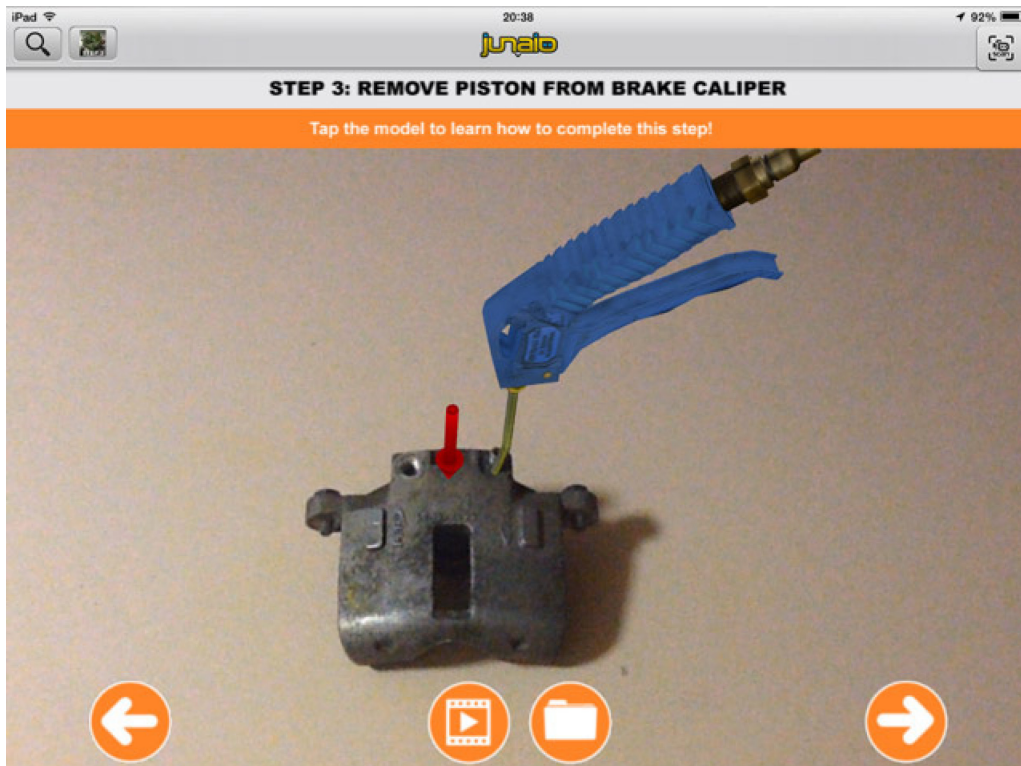 iPad
20:38
92%
junaio
SCAN
STEP 3: REMOVE PISTON FROM BRAKE CALIPER
Tap the model to learn how to complete this step!